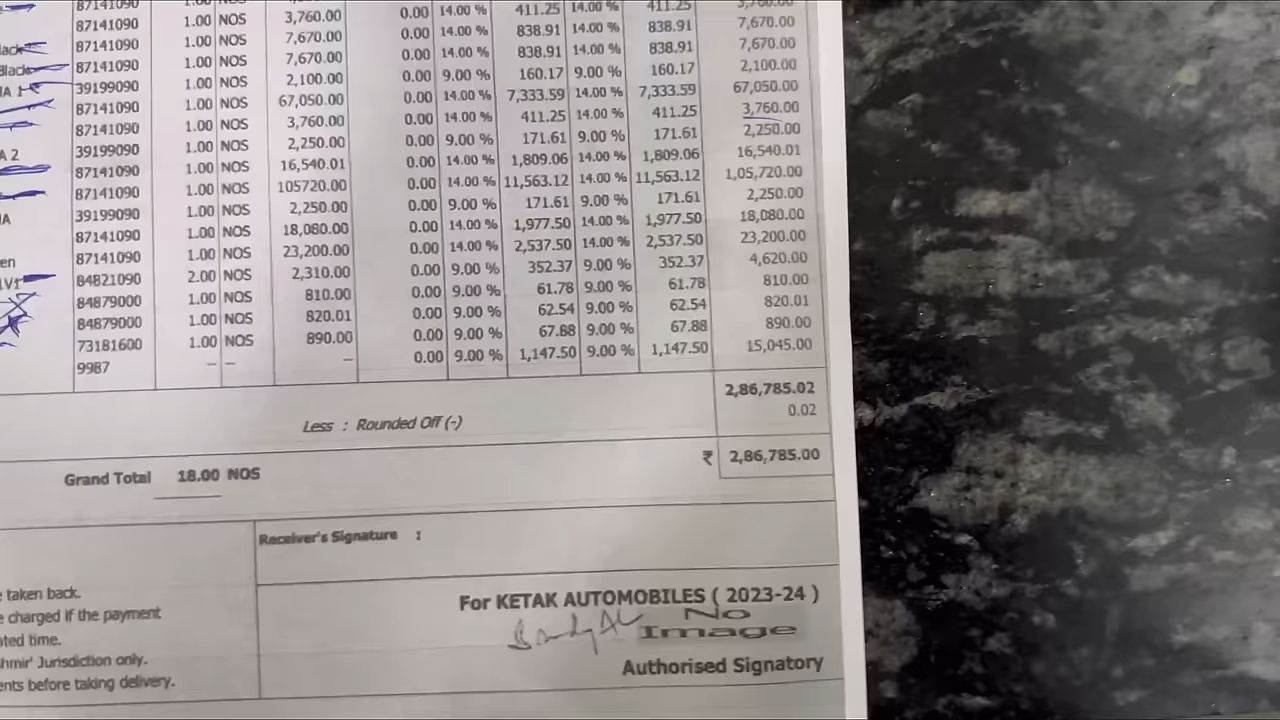 87141090 1.00 NOS
87141090 1.00 NOS 3,760.00 0.00 14.00 % 411.25 14.00 % 411.25 3,760.00
lack 87141090 1.00 NOS 7,670.00 0.00 14.00 % 838.91 14.00 % 838.91 7,670.00
Black 87141090 1.00 NOS 7,670.00 0.00 14.00 % 838.91 14.00 % 838.91 7,670.00
IA 1 39199090 1.00 NOS 2,100.00 0.00 9.00 % 160.17 9.00 % 160.17 2,100.00
87141090 1.00 NOS 67,050.00 0.00 14.00 % 7,333.59 14.00 % 7,333.59 67,050.00
87141090 1.00 NOS 3,760.00 0.00 14.00 % 411.25 14.00 % 411.25 3,760.00
A 2 39199090 1.00 NOS 2,250.00 0.00 9.00 % 171.61 9.00 % 171.61 2,250.00
87141090 1.00 NOS 16,540.01 0.00 14.00 % 1,809.06 14.00 % 1,809.06 16,540.01
87141090 1.00 NOS 105720.00 0.00 14.00 % 11,563.12 14.00 % 11,563.12 1,05,720.00
IA 39199090 1.00 NOS 2,250.00 0.00 9.00 % 171.61 9.00 % 171.61 2,250.00
87141090 1.00 NOS 18,080.00 0.00 14.00 % 1,977.50 14.00 % 1,977.50 18,080.00
en 87141090 1.00 NOS 23,200.00 0.00 14.00 % 2,537.50 14.00 % 2,537.50 23,200.00
84821090 2.00 NOS 2,310.00 0.00 9.00 % 352.37 9.00 % 352.37 4,620.00
84879000 1.00 NOS 810.00 0.00 9.00 % 61.78 9.00 % 61.78 810.00
84879000 1.00 NOS 820.01 0.00 9.00 % 62.54 9.00 % 62.54 820.01
73181600 1.00 NOS 890.00 0.00 9.00 % 67.88 9.00 % 67.88 890.00
9987 -- -- -- 0.00 9.00 % 1,147.50 9.00 % 1,147.50 15,045.00
2,86,785.02
Less : Rounded Off (-) 0.02
Grand Total 18.00 NOS ₹ 2,86,785.00
Receiver's Signature :
e taken back.
e charged if the payment
ated time.
hmir' Jurisdiction only.
ents before taking delivery.
For KETAK AUTOMOBILES ( 2023-24 )
No
Image
Authorised Signatory